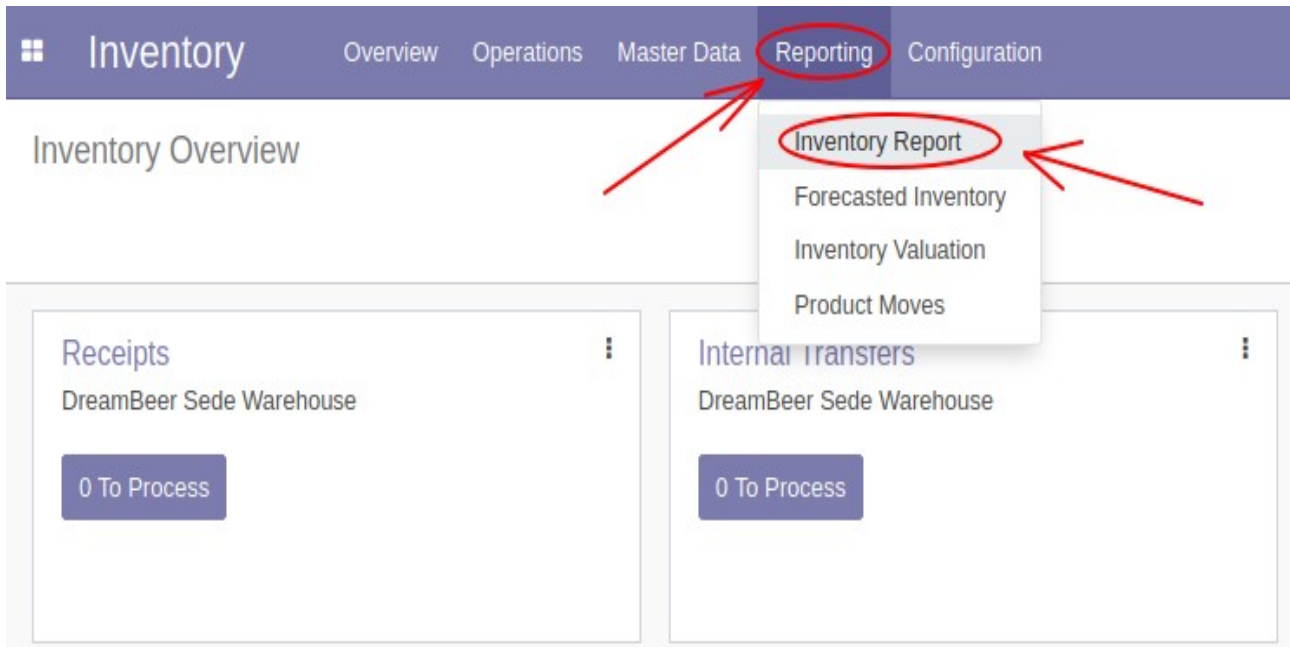 Inventory Overview Operations Master Data Reporting Configuration
Inventory Overview
Inventory Report
Forecasted Inventory
Inventory Valuation
Product Moves
Receipts
DreamBeer Sede Warehouse
0 To Process
Internal Transfers
DreamBeer Sede Warehouse
0 To Process